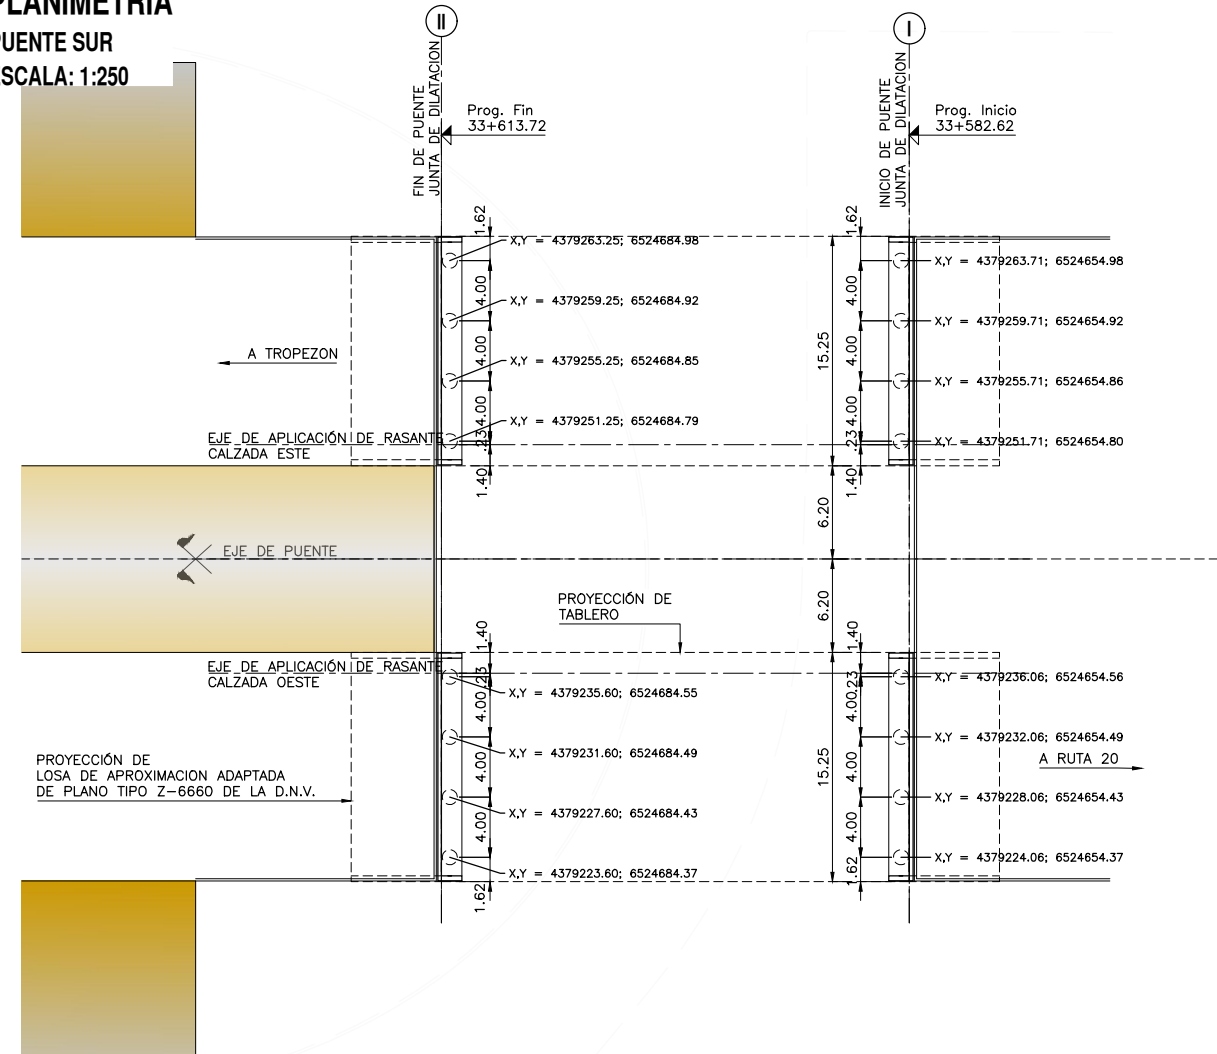 PLANIMETRIA
PUENTE SUR
ESCALA: 1:250
II
I
FIN DE PUENTE
JUNTA DE DILATACION
Prog. Fin
33+613.72
INICIO DE PUENTE
JUNTA DE DILATACION
Prog. Inicio
33+582.62
1.62
X,Y = 4379263.25; 6524684.98
4.00
X,Y = 4379259.25; 6524684.92
4.00
X,Y = 4379255.25; 6524684.85
4.00
X,Y = 4379251.25; 6524684.79
.23
1.40
15.25
1.62
X,Y = 4379263.71; 6524654.98
4.00
X,Y = 4379259.71; 6524654.92
4.00
X,Y = 4379255.71; 6524654.86
4.00
X,Y = 4379251.71; 6524654.80
.23
1.40
A TROPEZON
EJE DE APLICACIÓN DE RASANTE
CALZADA ESTE
6.20
EJE DE PUENTE
6.20
PROYECCIÓN DE
TABLERO
EJE DE APLICACIÓN DE RASANTE
CALZADA OESTE
1.40
.23
X,Y = 4379235.60; 6524684.55
4.00
X,Y = 4379231.60; 6524684.49
4.00
X,Y = 4379227.60; 6524684.43
4.00
X,Y = 4379223.60; 6524684.37
1.62
15.25
1.40
.23
X,Y = 4379236.06; 6524654.56
4.00
X,Y = 4379232.06; 6524654.49
4.00
X,Y = 4379228.06; 6524654.43
4.00
X,Y = 4379224.06; 6524654.37
1.62
A RUTA 20
PROYECCIÓN DE
LOSA DE APROXIMACION ADAPTADA
DE PLANO TIPO Z-6660 DE LA D.N.V.